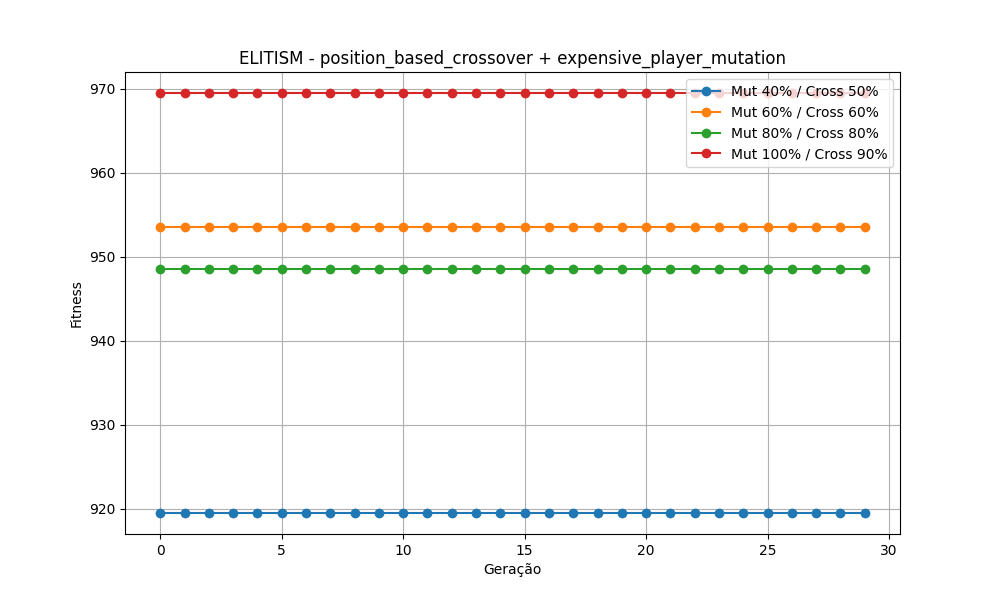 ELITISM - position_based_crossover + expensive_player_mutation
970
960
950
940
930
920
Fitness
Mut 40% / Cross 50%
Mut 60% / Cross 60%
Mut 80% / Cross 80%
Mut 100% / Cross 90%
0 5 10 15 20 25 30
Geração